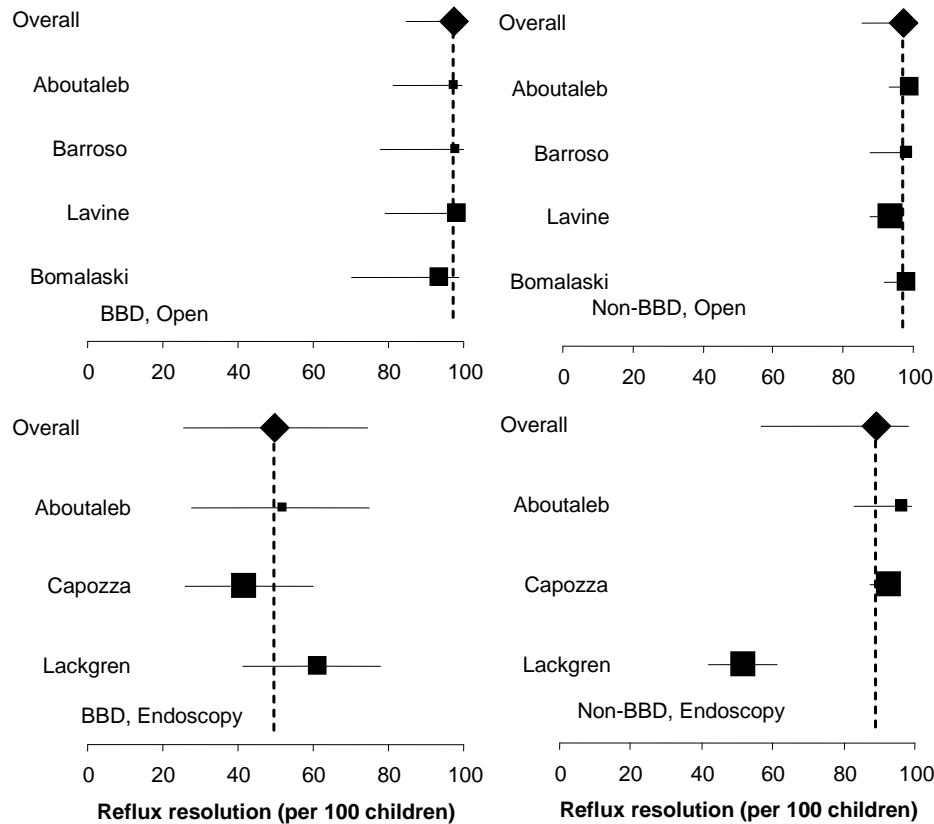 Overall
Aboutaleb
Barroso
Lavine
Bomalaski
BBD, Open
0 20 40 60 80 100
Overall
Aboutaleb
Barroso
Lavine
Bomalaski
Non-BBD, Open
0 20 40 60 80 100
Overall
Aboutaleb
Capozza
Lackgren
BBD, Endoscopy
0 20 40 60 80 100
Reflux resolution (per 100 children)
Overall
Aboutaleb
Capozza
Lackgren
Non-BBD, Endoscopy
0 20 40 60 80 100
Reflux resolution (per 100 children)